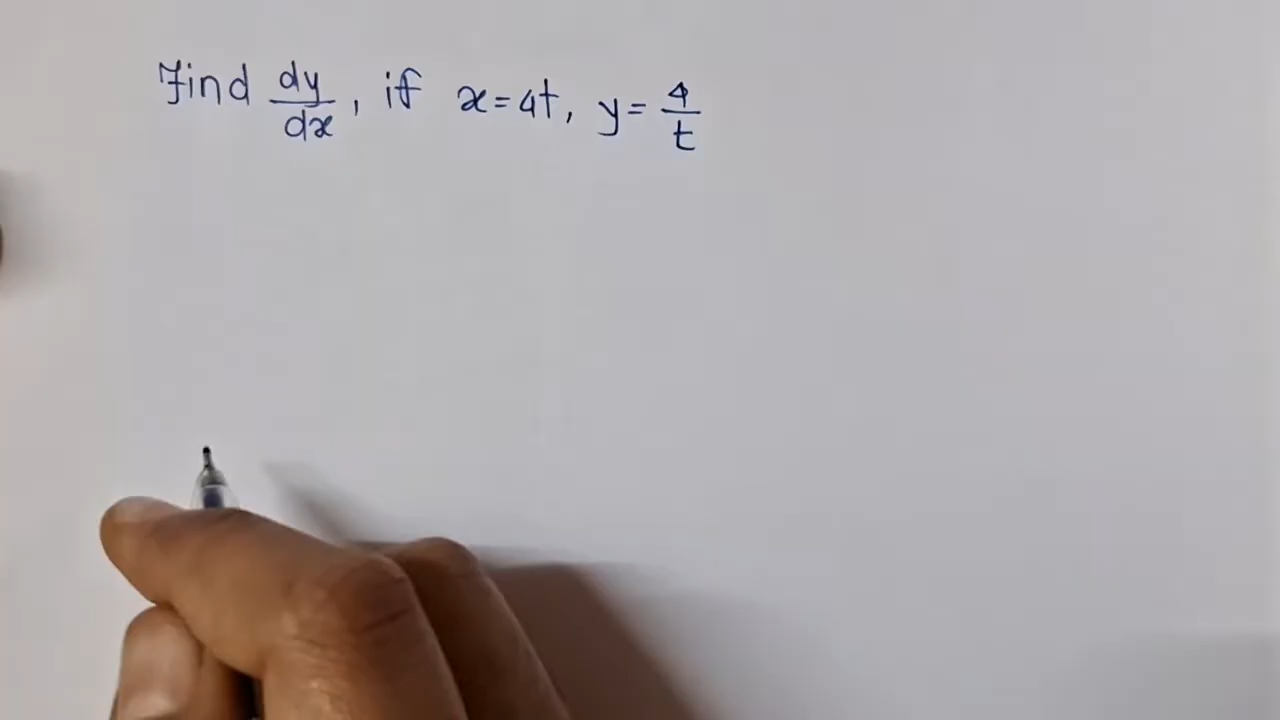 Find dy/dx, if x=4t, y=4/t